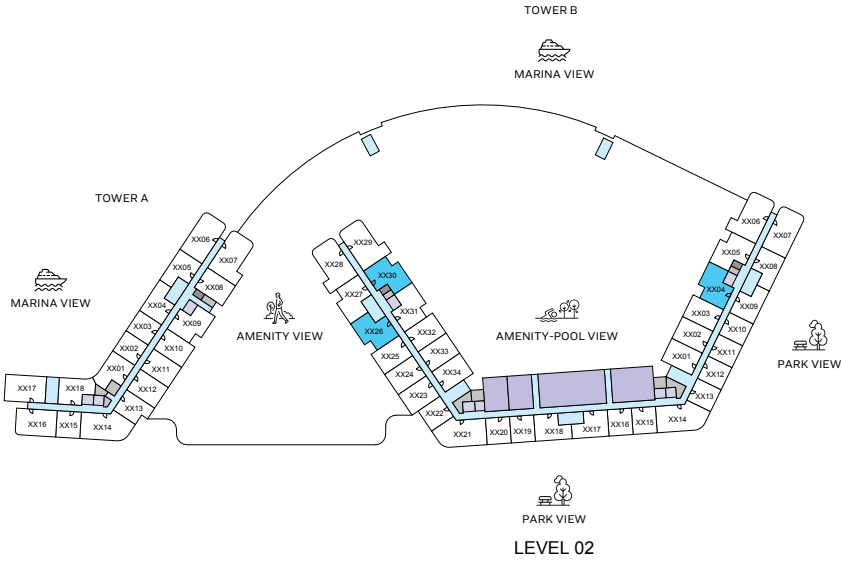 TOWER B
MARINA VIEW
TOWER A
MARINA VIEW
XX06
XX07
XX05
XX08
XX04
XX09
XX03
XX10
XX02
XX11
XX01
XX12
XX17
XX18
XX13
XX16
XX15
XX14
AMENITY VIEW
XX29
XX28
XX30
XX27
XX31
XX26
XX32
XX25
XX33
XX24
XX34
XX23
XX22
XX21
XX20
XX19
XX18
XX17
XX16
XX15
XX14
AMENITY-POOL VIEW
XX06
XX07
XX05
XX08
XX04
XX09
XX03
XX10
XX02
XX11
XX01
XX12
XX13
PARK VIEW
PARK VIEW
LEVEL 02